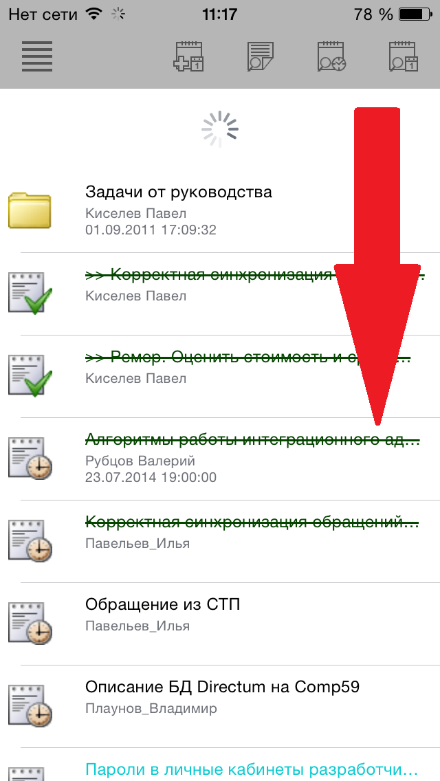 Нет сети 11:17 78 %
Задачи от руководства
Киселев Павел
01.09.2011 17:09:32
>> Корректная синхронизация
Киселев Павел
>> Ремер. Оценить стоимость и
Киселев Павел
Алгоритмы работы интеграционного ад...
Рубцов Валерий
23.07.2014 19:00:00
Корректная синхронизация обращений...
Павельев_Илья
Обращение из СТП
Павельев_Илья
Описание БД Directum на Comp59
Плаунов_Владимир
Пароли в личные кабинеты разработчи...